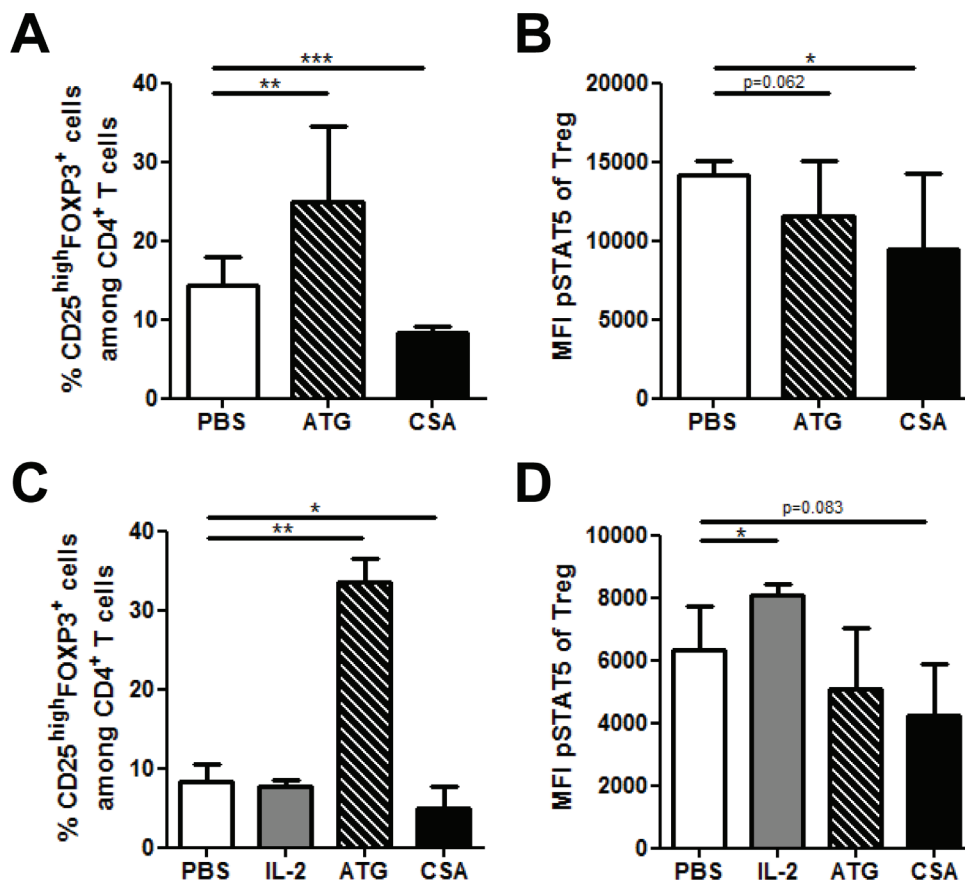 A
% CD25highFOXP3+ cells
among CD4+ T cells
40
30
20
10
0
***
**
PBS ATG CSA
B
MFI pSTAT5 of Treg
20000
15000
10000
5000
0
*
p=0.062
PBS ATG CSA
C
% CD25highFOXP3+ cells
among CD4+ T cells
40
30
20
10
0
*
**
PBS IL-2 ATG CSA
D
MFI pSTAT5 of Treg
10000
8000
6000
4000
2000
0
p=0.083
*
PBS IL-2 ATG CSA